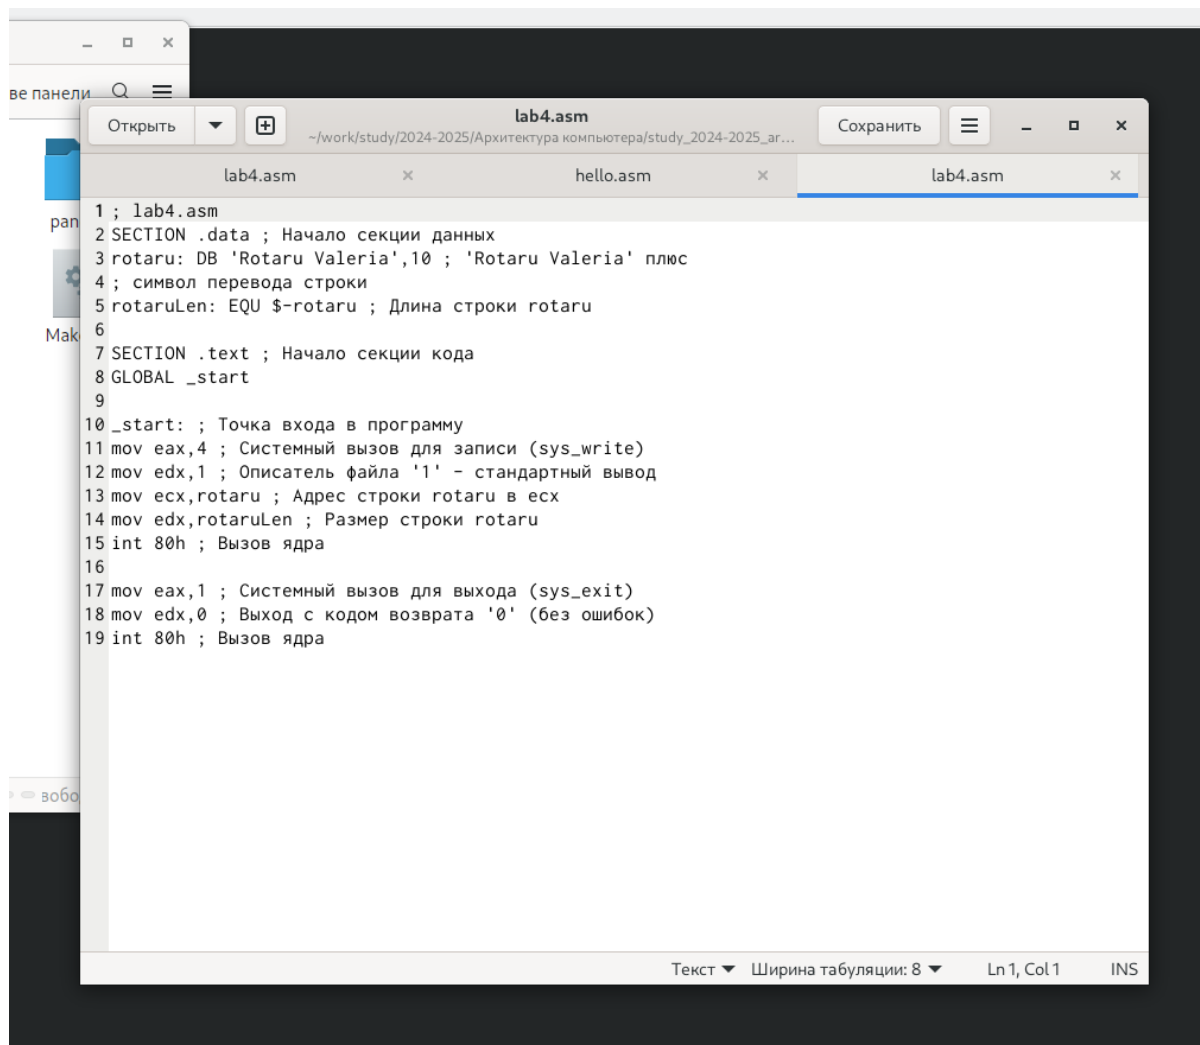 ве панели
Открыть
lab4.asm
~/work/study/2024-2025/Архитектура компьютера/study_2024-2025_ar...
Сохранить
lab4.asm
hello.asm
lab4.asm
pan
Mak
1 ; lab4.asm
2 SECTION .data ; Начало секции данных
3 rotaru: DB 'Rotaru Valeria',10 ; 'Rotaru Valeria' плюс
4 ; символ перевода строки
5 rotaruLen: EQU $-rotaru ; Длина строки rotaru
6
7 SECTION .text ; Начало секции кода
8 GLOBAL _start
9
10 _start: ; Точка входа в программу
11 mov eax,4 ; Системный вызов для записи (sys_write)
12 mov edx,1 ; Описатель файла '1' - стандартный вывод
13 mov ecx,rotaru ; Адрес строки rotaru в ecx
14 mov edx,rotaruLen ; Размер строки rotaru
15 int 80h ; Вызов ядра
16
17 mov eax,1 ; Системный вызов для выхода (sys_exit)
18 mov edx,0 ; Выход с кодом возврата '0' (без ошибок)
19 int 80h ; Вызов ядра
вобо
Текст Ширина табуляции: 8 Ln 1, Col 1 INS